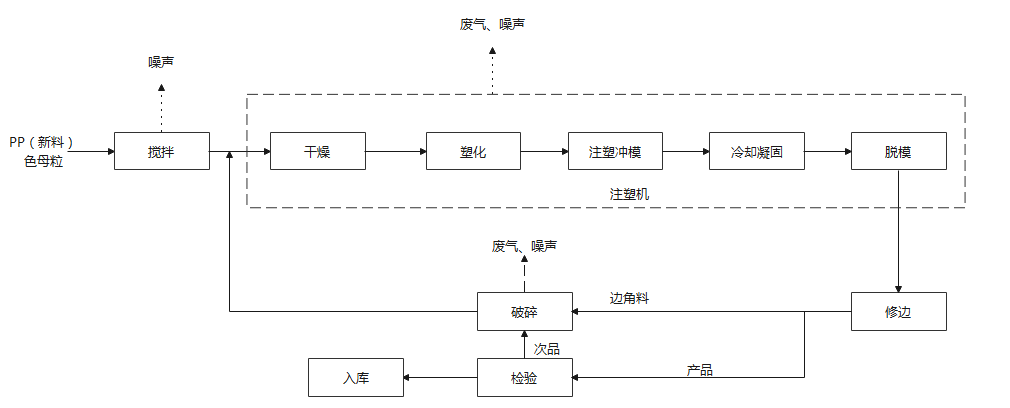 废气、噪声
噪声
PP（新料）
色母粒
搅拌
干燥
塑化
注塑冲模
冷却凝固
脱模
注塑机
废气、噪声
边角料
破碎
修边
次品
产品
入库
检验